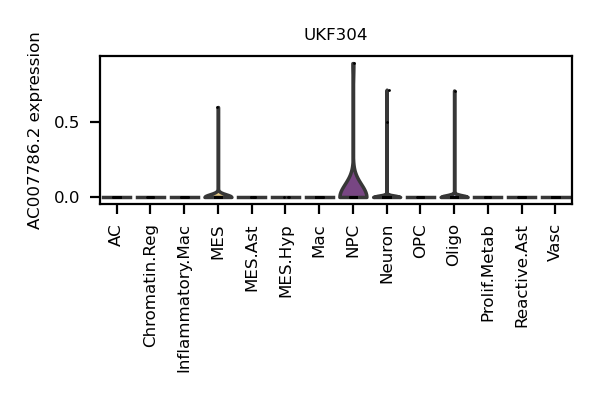 UKF304
AC007786.2 expression
0.5
0.0
AC
Chromatin.Reg
Inflammatory.Mac
MES
MES.Ast
MES.Hyp
Mac
NPC
Neuron
OPC
Oligo
Prolif.Metab
Reactive.Ast
Vasc